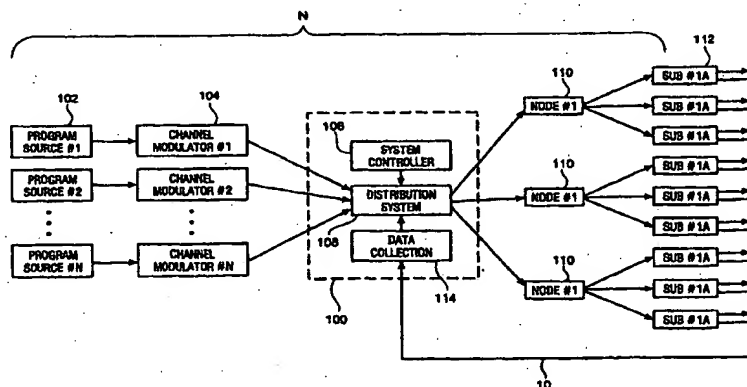 N
102
104
106
110
112
PROGRAM
SOURCE #1
CHANNEL
MODULATOR #1
SYSTEM
CONTROLLER
NODE #1
SUB #1A
SUB #1A
SUB #1A
PROGRAM
SOURCE #2
CHANNEL
MODULATOR #2
DISTRIBUTION
SYSTEM
110
NODE #1
SUB #1A
SUB #1A
SUB #1A
PROGRAM
SOURCE #N
CHANNEL
MODULATOR #N
108
DATA
COLLECTION
110
NODE #1
SUB #1A
SUB #1A
SUB #1A
100
114
10